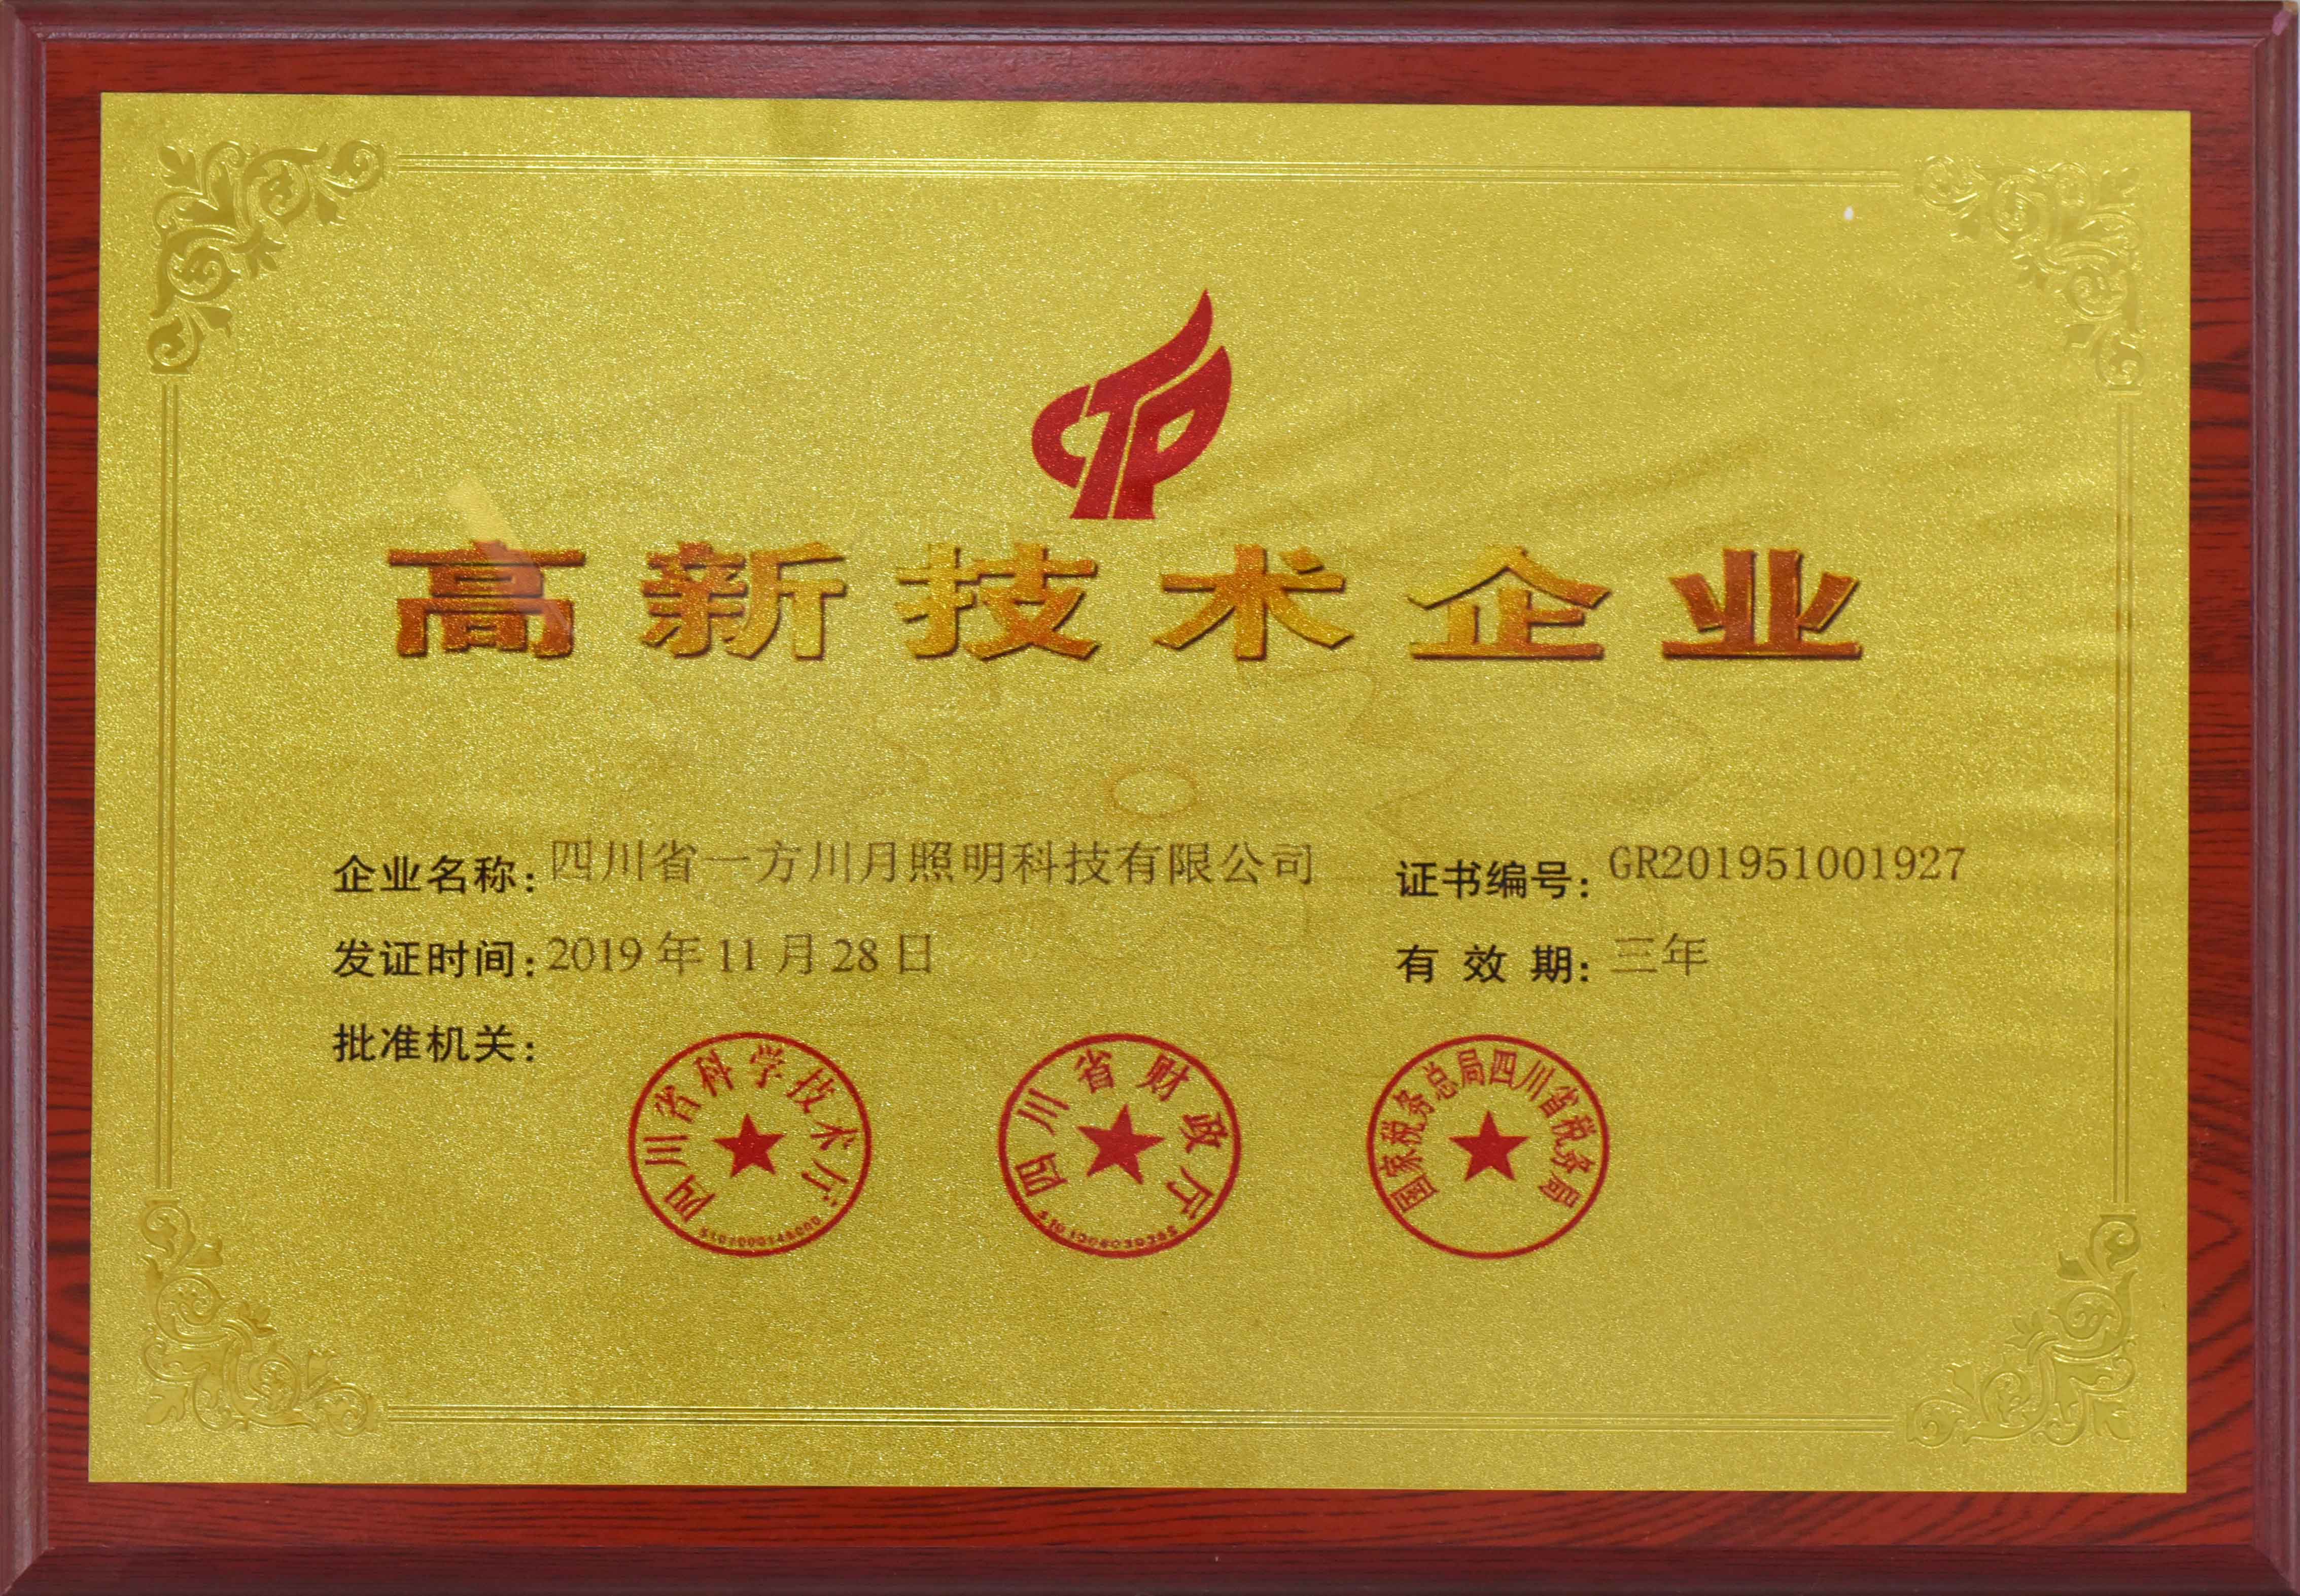 高新技术企业
企业名称：四川省一方川月照明科技有限公司
证书编号：GR201951001927
发证时间：2019年11月28日
有效期：三年
批准机关：
四川省科学技术厅
四川省财政厅
国家税务总局四川省税务局